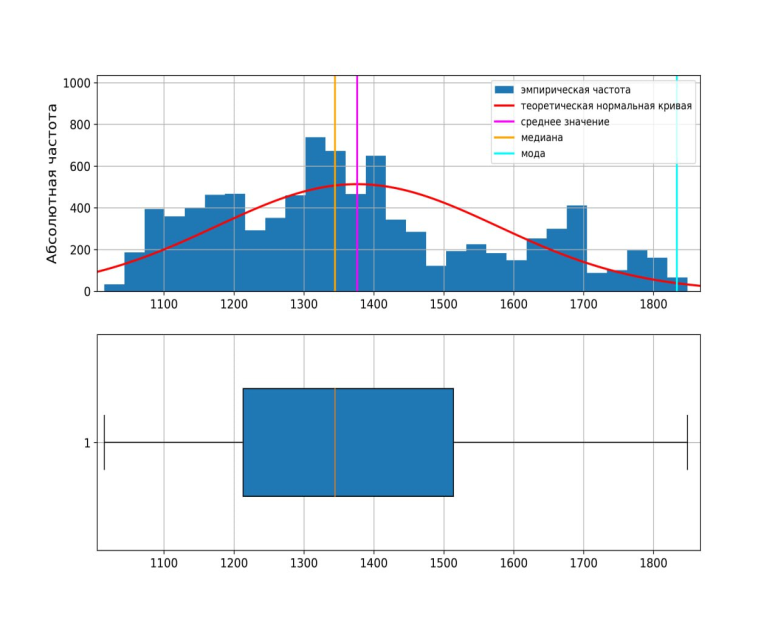 Абсолютная частота
1000
800
600
400
200
0
эмпирическая частота
теоретическая нормальная кривая
среднее значение
медиана
мода
1100 1200 1300 1400 1500 1600 1700 1800
1
1100 1200 1300 1400 1500 1600 1700 1800